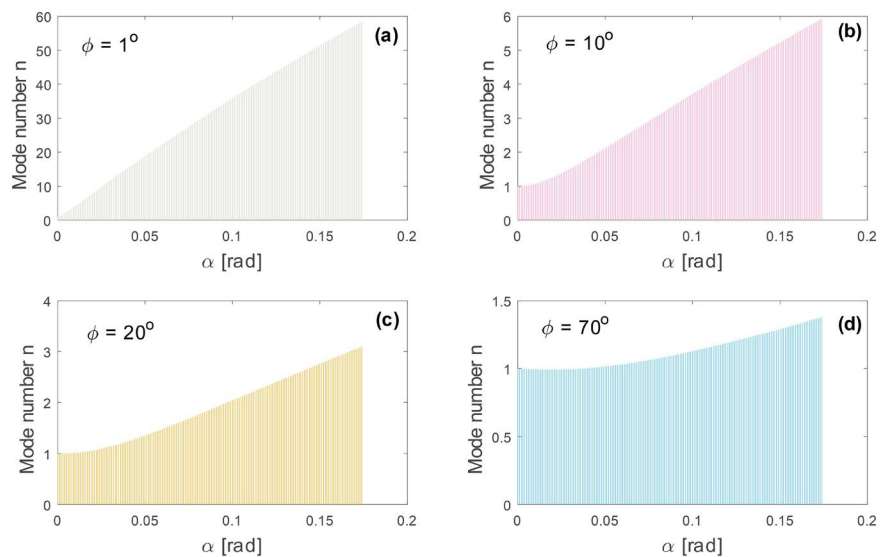 60
50
40
30
20
10
0
Mode number n
ϕ = 1°
(a)
0 0.05 0.1 0.15 0.2
α [rad]
6
5
4
3
2
1
0
Mode number n
ϕ = 10°
(b)
0 0.05 0.1 0.15 0.2
α [rad]
4
3
2
1
0
Mode number n
ϕ = 20°
(c)
0 0.05 0.1 0.15 0.2
α [rad]
1.5
1
0.5
0
Mode number n
ϕ = 70°
(d)
0 0.05 0.1 0.15 0.2
α [rad]